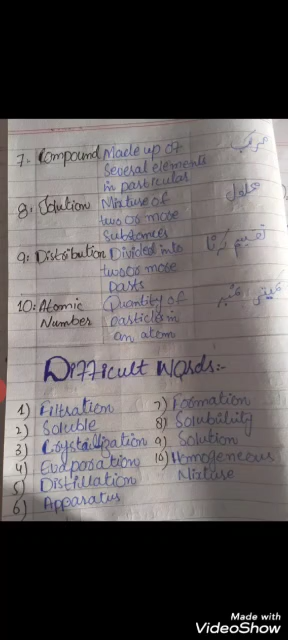 7. Compound Made up of مرکب
Several elements
in particular
8: Solution Mixture of محلول
two or more
Substances
9: Distribution Divided into تقسیم کرنا
two or more
parts
10: Atomic Quantity of
Number particles in
an atom
Difficult Words:-
1) Filtration
2) Soluble
3) Crystallization
4) Evaporation
5) Distillation
6) Apparatus
7) Formation
8) Solubility
9) Solution
10) Homogeneous
Mixture
Made with
VideoShow